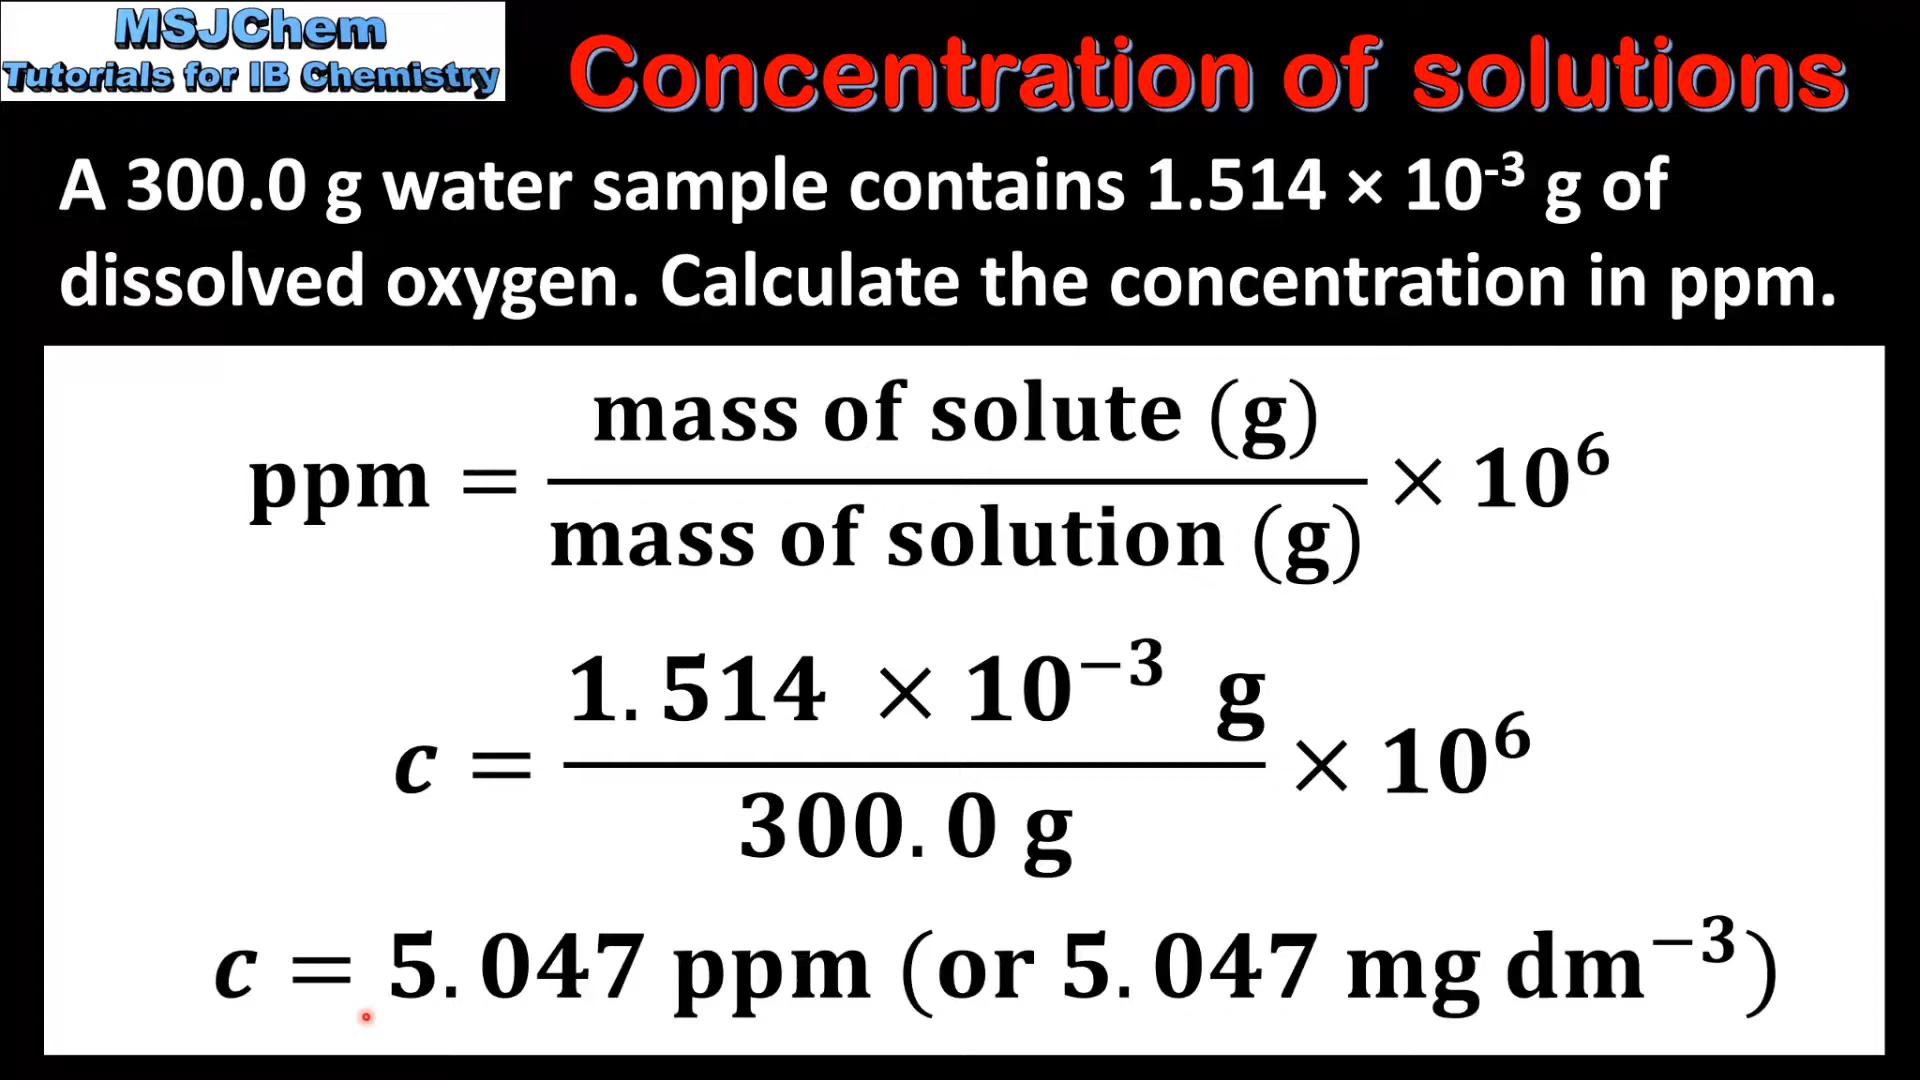 MSJChem
Tutorials for IB Chemistry
Concentration of solutions
A 300.0 g water sample contains 1.514 × 10⁻³ g of
dissolved oxygen. Calculate the concentration in ppm.
ppm = mass of solute (g) / mass of solution (g) × 10⁶
c = 1.514 × 10⁻³ g / 300.0 g × 10⁶
c = 5.047 ppm (or 5.047 mg dm⁻³)